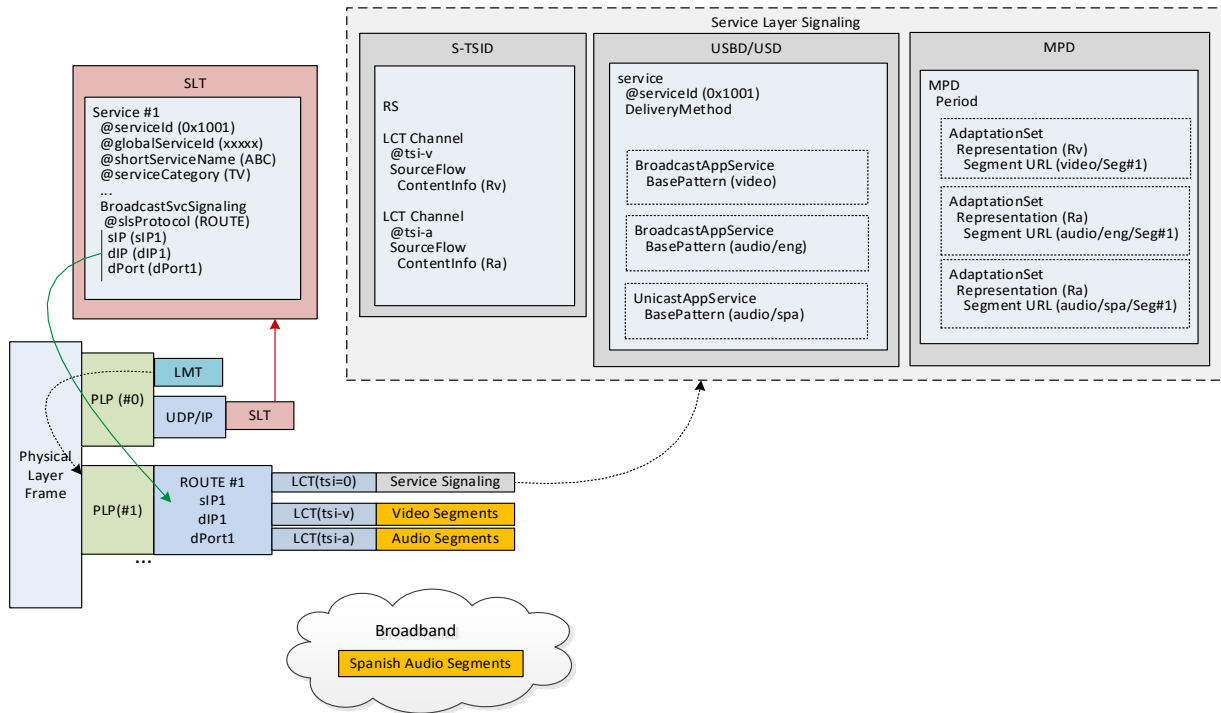 Service Layer Signaling
S-TSID
RS
LCT Channel
@tsi-v
SourceFlow
ContentInfo (Rv)
LCT Channel
@tsi-a
SourceFlow
ContentInfo (Ra)
USBD/USD
service
@serviceId (0x1001)
DeliveryMethod
BroadcastAppService
BasePattern (video)
BroadcastAppService
BasePattern (audio/eng)
UnicastAppService
BasePattern (audio/spa)
MPD
MPD
Period
AdaptationSet
Representation (Rv)
Segment URL (video/Seg#1)
AdaptationSet
Representation (Ra)
Segment URL (audio/eng/Seg#1)
AdaptationSet
Representation (Ra)
Segment URL (audio/spa/Seg#1)
SLT
Service #1
@serviceId (0x1001)
@globalServiceId (xxxxx)
@shortServiceName (ABC)
@serviceCategory (TV)
...
BroadcastSvcSignaling
@slsProtocol (ROUTE)
sIP (sIP1)
dIP (dIP1)
dPort (dPort1)
Physical
Layer
Frame
PLP (#0)
LMT
UDP/IP
SLT
PLP(#1)
ROUTE #1
sIP1
dIP1
dPort1
LCT(tsi=0)
Service Signaling
LCT(tsi-v)
Video Segments
LCT(tsi-a)
Audio Segments
...
Broadband
Spanish Audio Segments